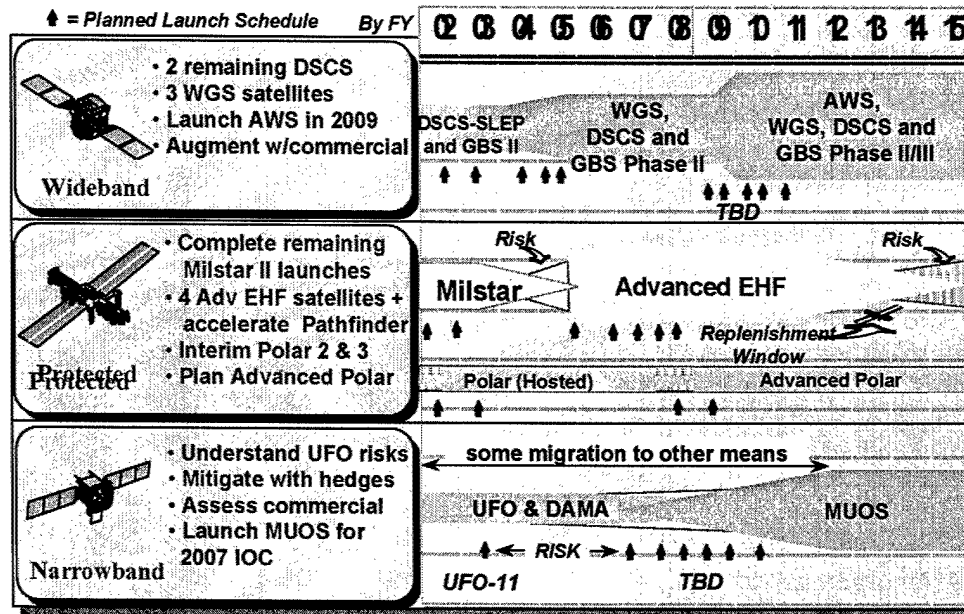 = Planned Launch Schedule
By FY
02 03 04 05 06 07 08 09 10 11 12 13 14 15
• 2 remaining DSCS
• 3 WGS satellites
• Launch AWS in 2009
• Augment w/commercial
Wideband
DSCS-SLEP
and GBS II
WGS,
DSCS and
GBS Phase II
AWS,
WGS, DSCS and
GBS Phase II/III
TBD
• Complete remaining
Milstar II launches
• 4 Adv EHF satellites +
accelerate Pathfinder
• Interim Polar 2 & 3
• Plan Advanced Polar
Protected
Protected
Risk
Milstar
Advanced EHF
Risk
Replenishment
Window
Polar (Hosted)
Advanced Polar
• Understand UFO risks
• Mitigate with hedges
• Assess commercial
• Launch MUOS for
2007 IOC
Narrowband
some migration to other means
UFO & DAMA
MUOS
RISK
UFO-11
TBD